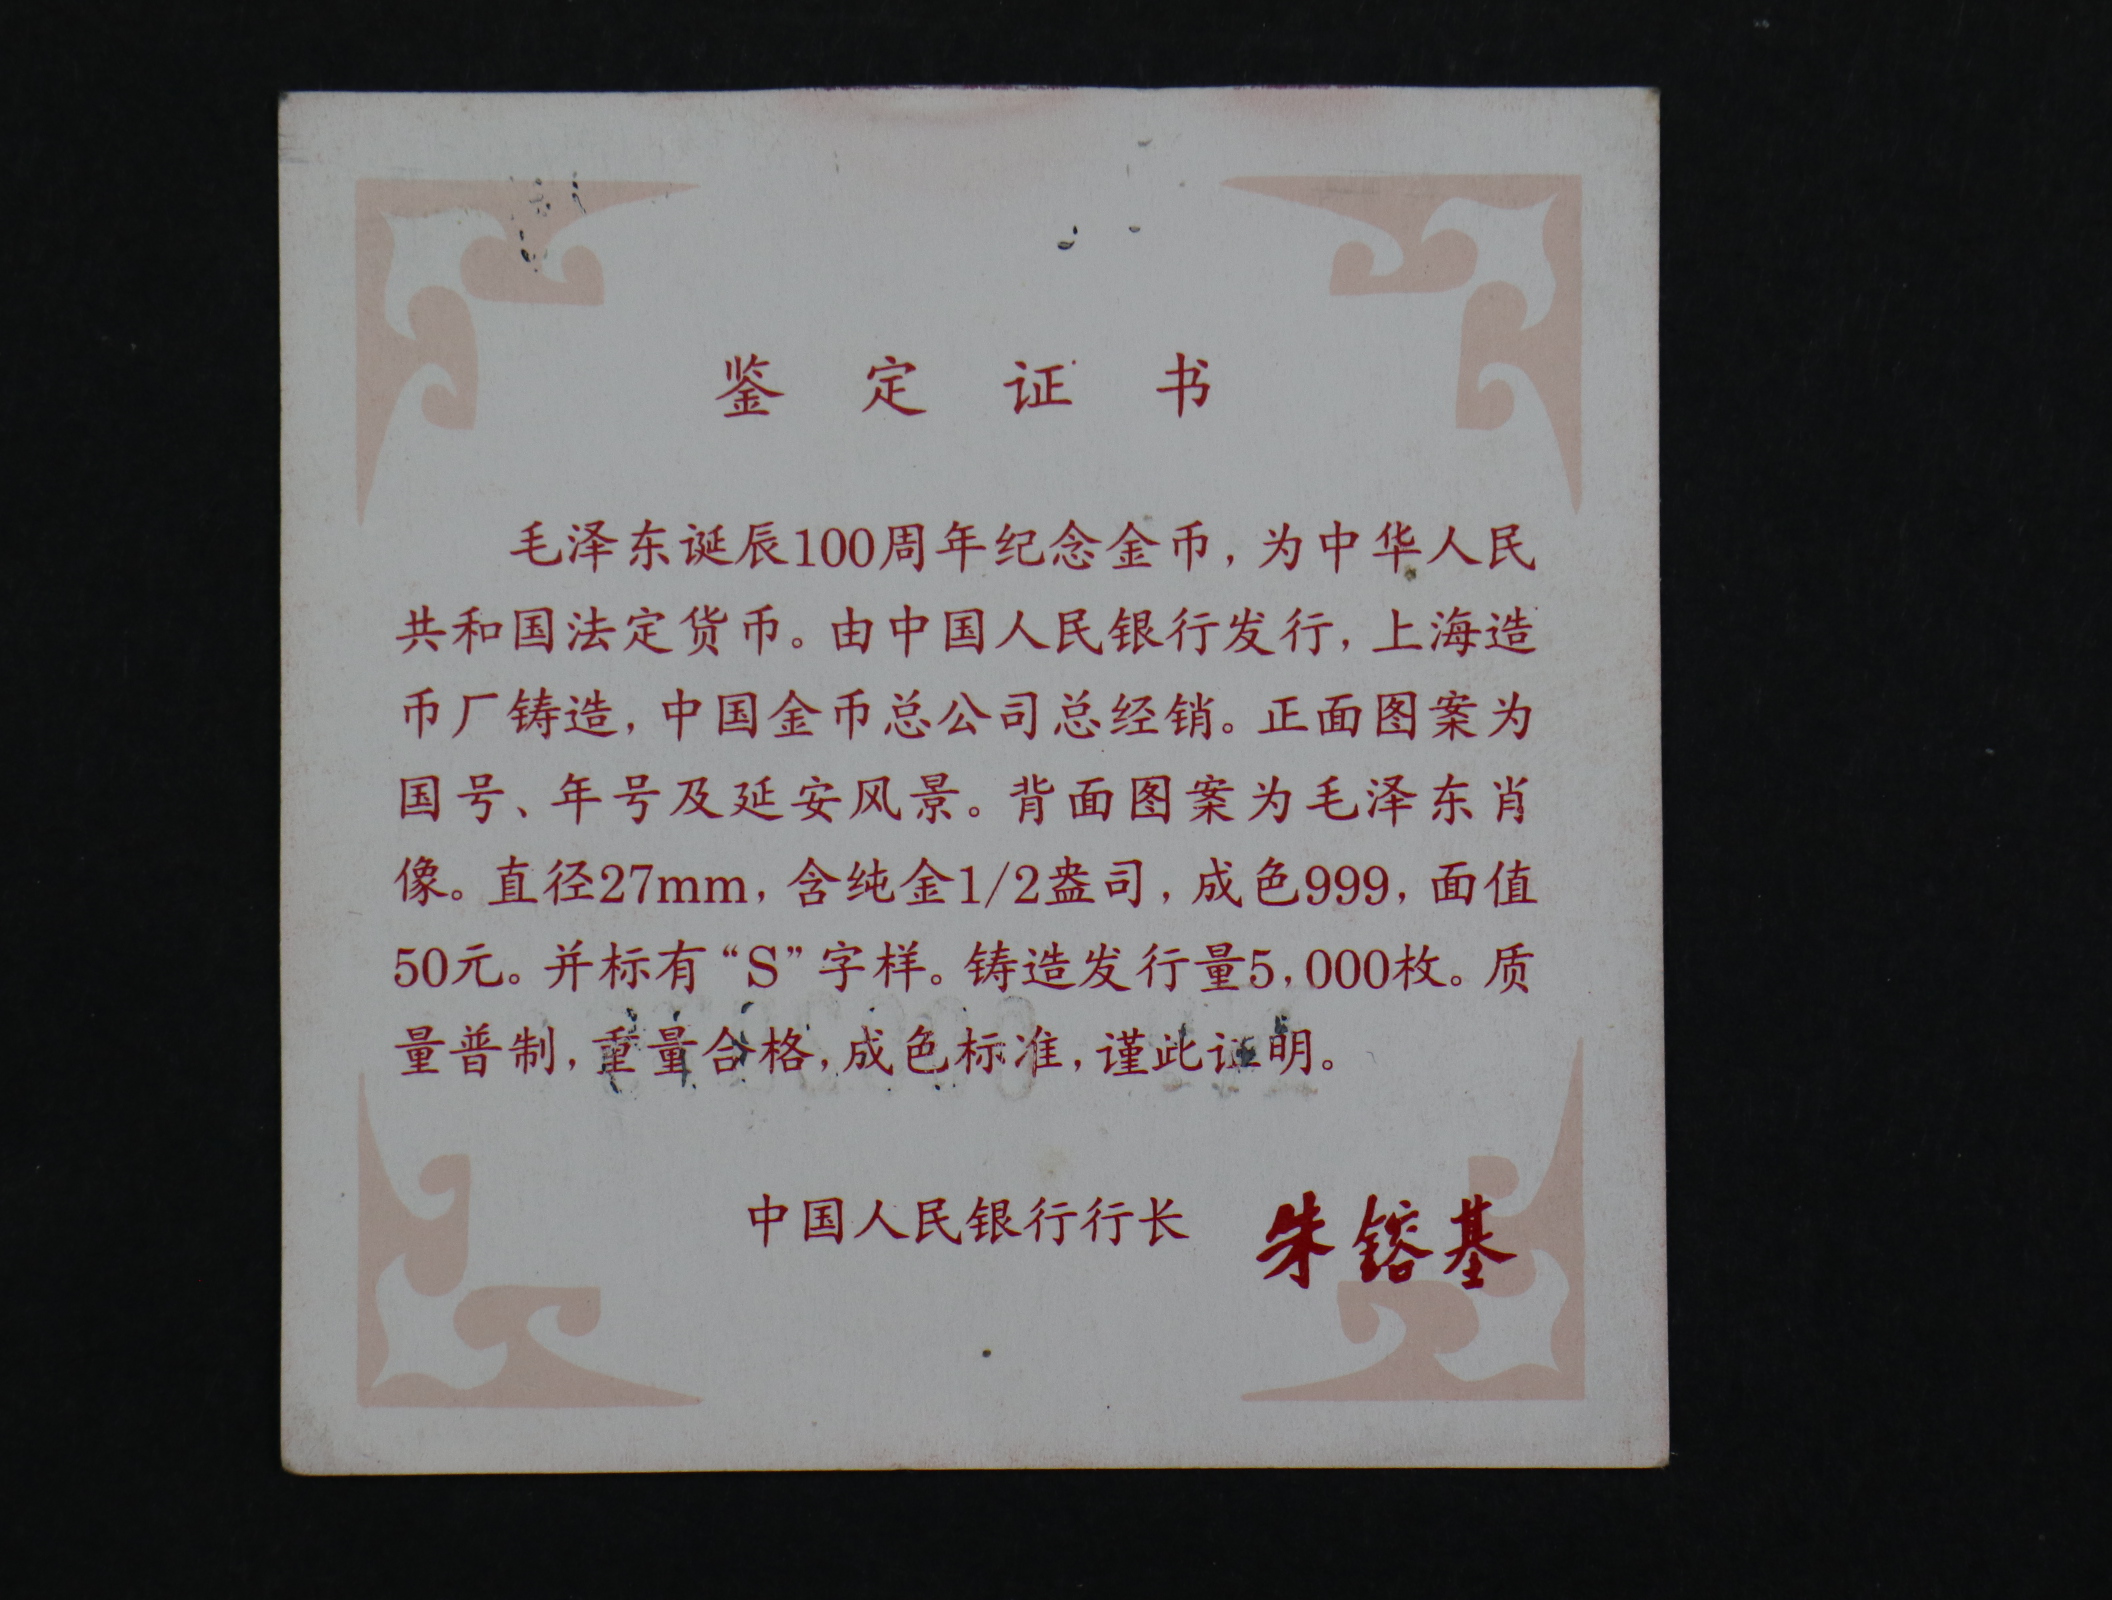 鉴定证书
毛泽东诞辰100周年纪念金币,为中华人民
共和国法定货币。由中国人民银行发行,上海造
币厂铸造,中国金币总公司总经销。正面图案为
国号、年号及延安风景。背面图案为毛泽东肖
像。直径27mm,含纯金1/2盎司,成色999,面值
50元。并标有“S”字样。铸造发行量5,000枚。质
量普制,重量合格,成色标准,谨此证明。
中国人民银行行长 朱镕基